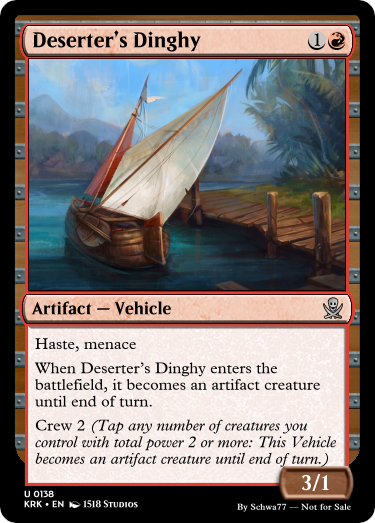 Deserter's Dinghy 1
Artifact — Vehicle
Haste, menace
When Deserter's Dinghy enters the
battlefield, it becomes an artifact creature
until end of turn.
Crew 2 (Tap any number of creatures you
control with total power 2 or more: This Vehicle
becomes an artifact creature until end of turn.)
3/1
U 0138
KRK • EN 1518 Studios
By Schwa77 — Not for Sale